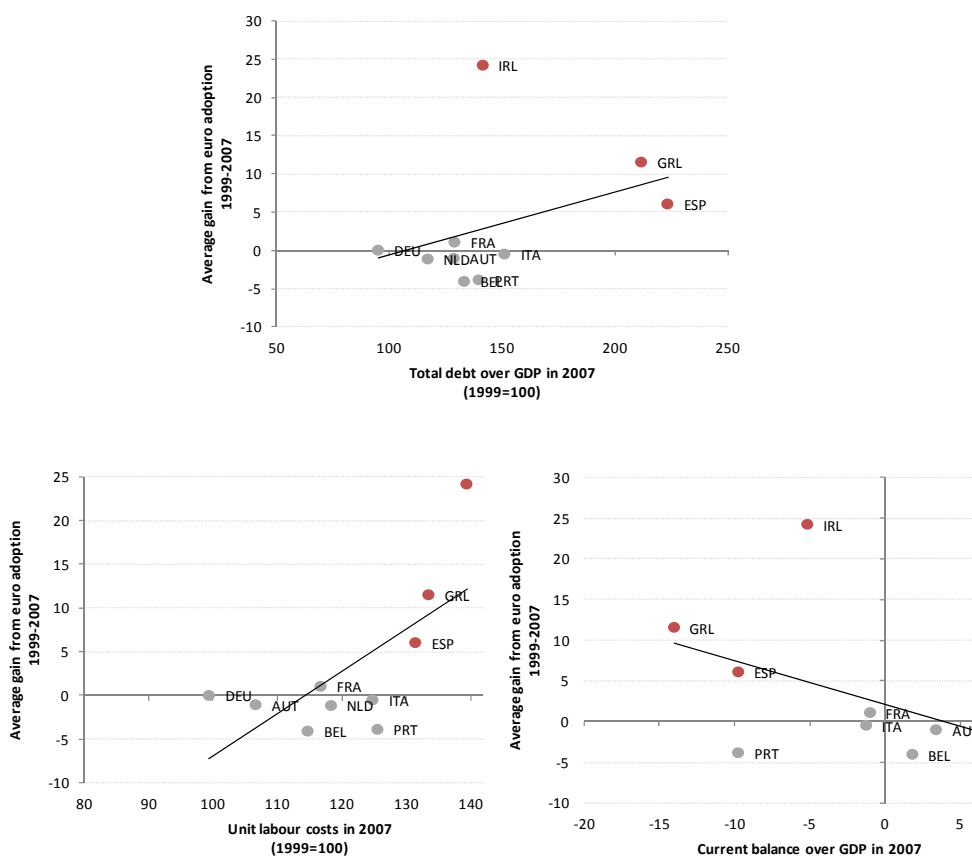 30
25
20
15
10
5
0
-5
-10
50
100
150
200
250
Average gain from euro adoption
1999-2007
IRL
GRL
ESP
DEU
FRA
NLD
AUT
ITA
BEL
PRT
Total debt over GDP in 2007
(1999=100)
25
20
15
10
5
0
-5
-10
80
90
100
110
120
130
140
Average gain from euro adoption
1999-2007
GRL
ESP
DEU
FRA
AUT
NLD
ITA
BEL
PRT
Unit labour costs in 2007
(1999=100)
30
25
20
15
10
5
0
-5
-10
-20
-15
-10
-5
0
5
Average gain from euro adoption
1999-2007
IRL
GRL
ESP
FRA
ITA
AU
PRT
BEL
Current balance over GDP in 2007